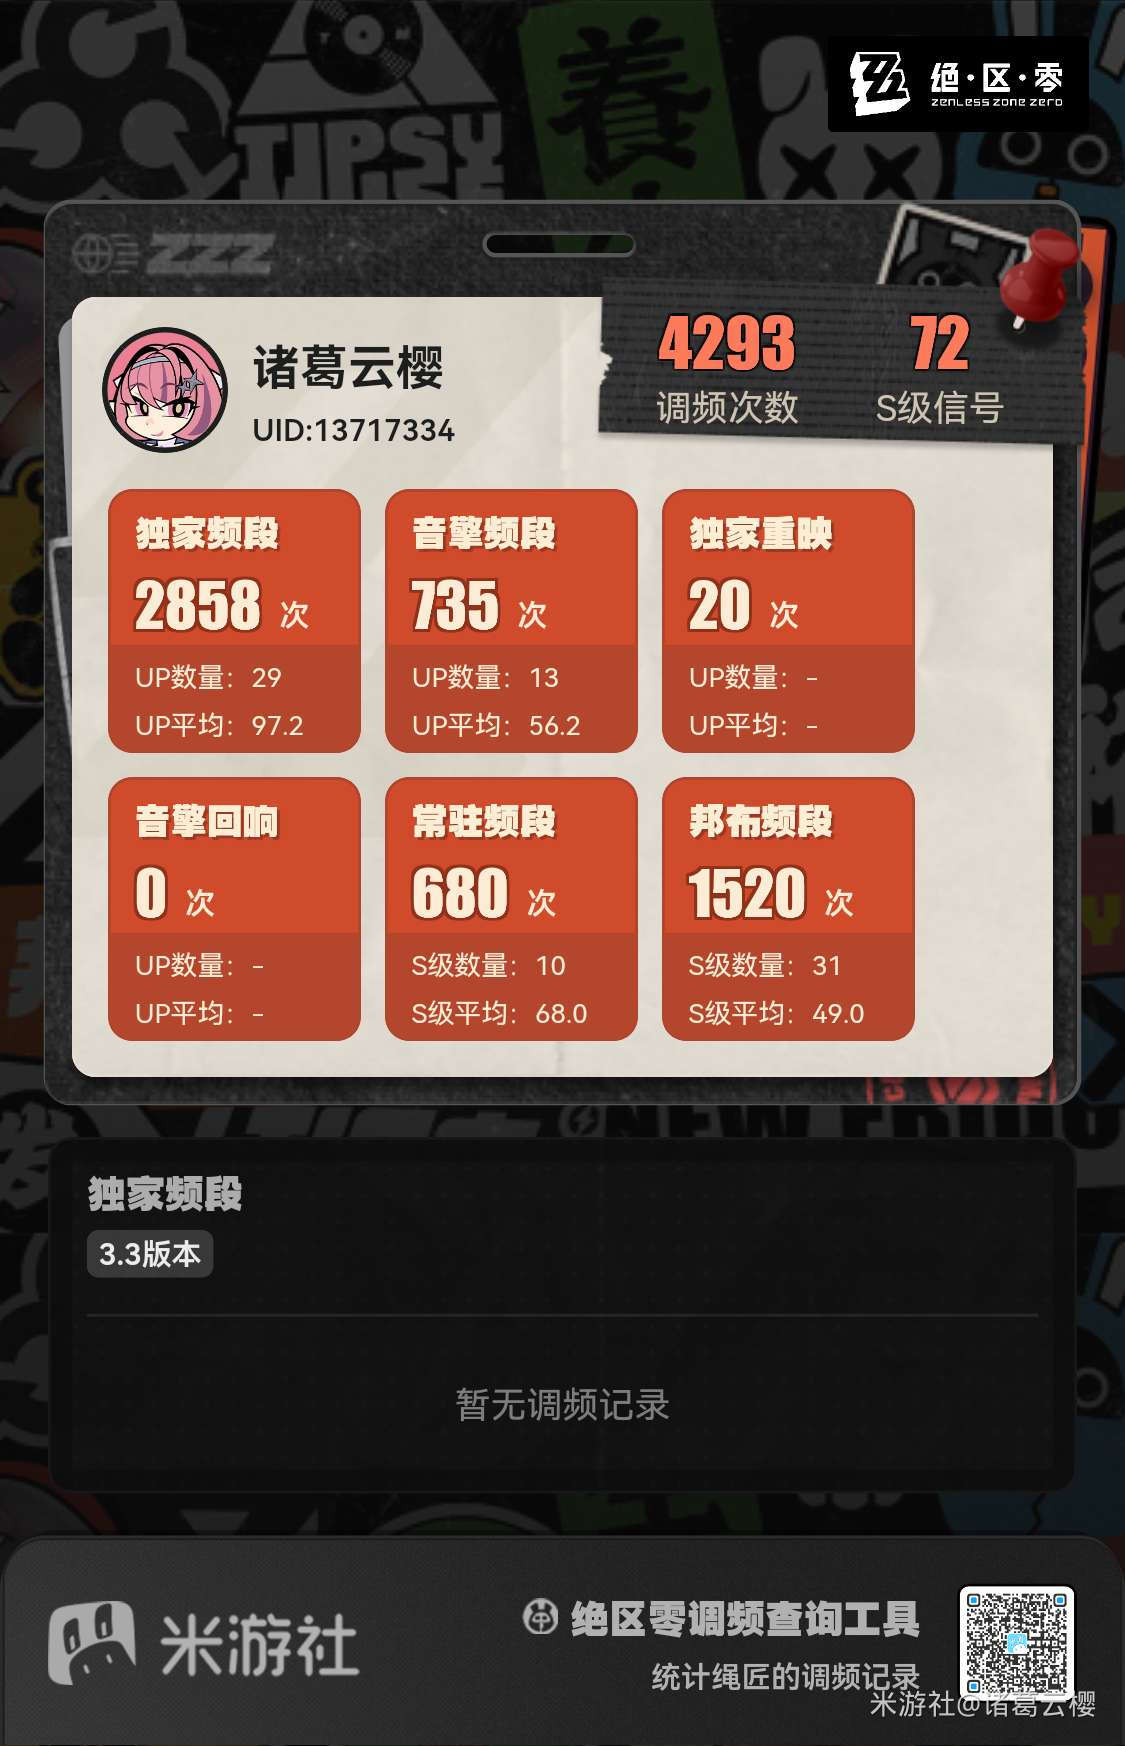 TIPSY
養
绝·区·零
ZENLESS ZONE ZERO
ZZZ
诸葛云樱
UID:13717334
4293
调频次数
72
S级信号
独家频段
2858 次
UP数量：29
UP平均：97.2
音擎频段
735 次
UP数量：13
UP平均：56.2
独家重映
20 次
UP数量：-
UP平均：-
音擎回响
0 次
UP数量：-
UP平均：-
常驻频段
680 次
S级数量：10
S级平均：68.0
邦布频段
1520 次
S级数量：31
S级平均：49.0
独家频段
3.3版本
暂无调频记录
米游社
绝区零调频查询工具
统计绳匠的调频记录
米游社@诸葛云樱